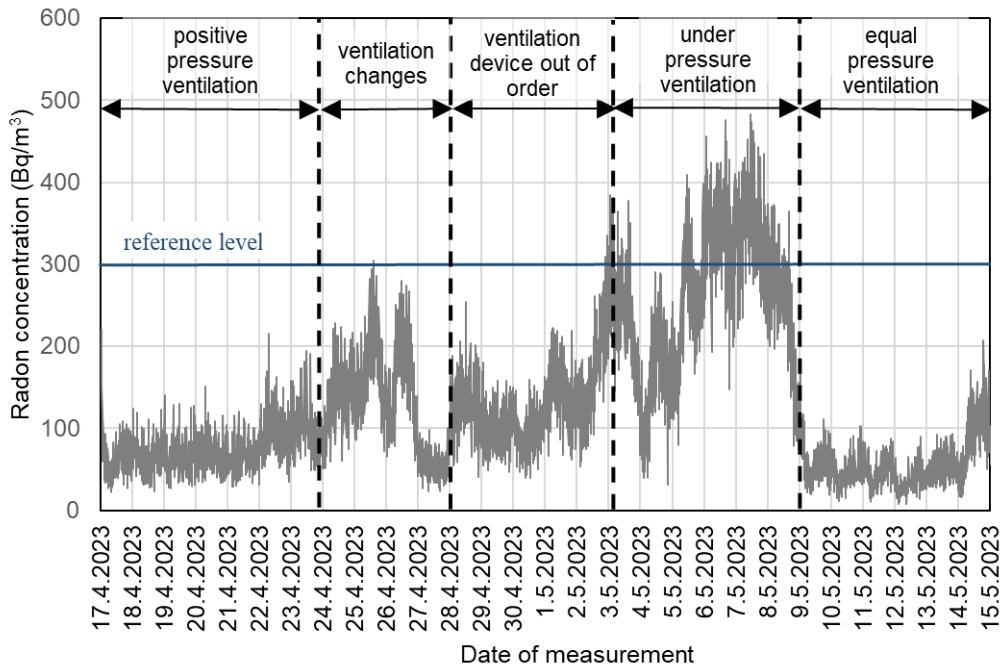 Radon concentration (Bq/m³)
600
500
400
300
200
100
0
positive
pressure
ventilation
ventilation
changes
ventilation
device out of
order
under
pressure
ventilation
equal
pressure
ventilation
reference level
17.4.2023
18.4.2023
19.4.2023
20.4.2023
21.4.2023
22.4.2023
23.4.2023
24.4.2023
25.4.2023
26.4.2023
27.4.2023
28.4.2023
29.4.2023
30.4.2023
1.5.2023
2.5.2023
3.5.2023
4.5.2023
5.5.2023
6.5.2023
7.5.2023
8.5.2023
9.5.2023
10.5.2023
11.5.2023
12.5.2023
13.5.2023
14.5.2023
15.5.2023
Date of measurement